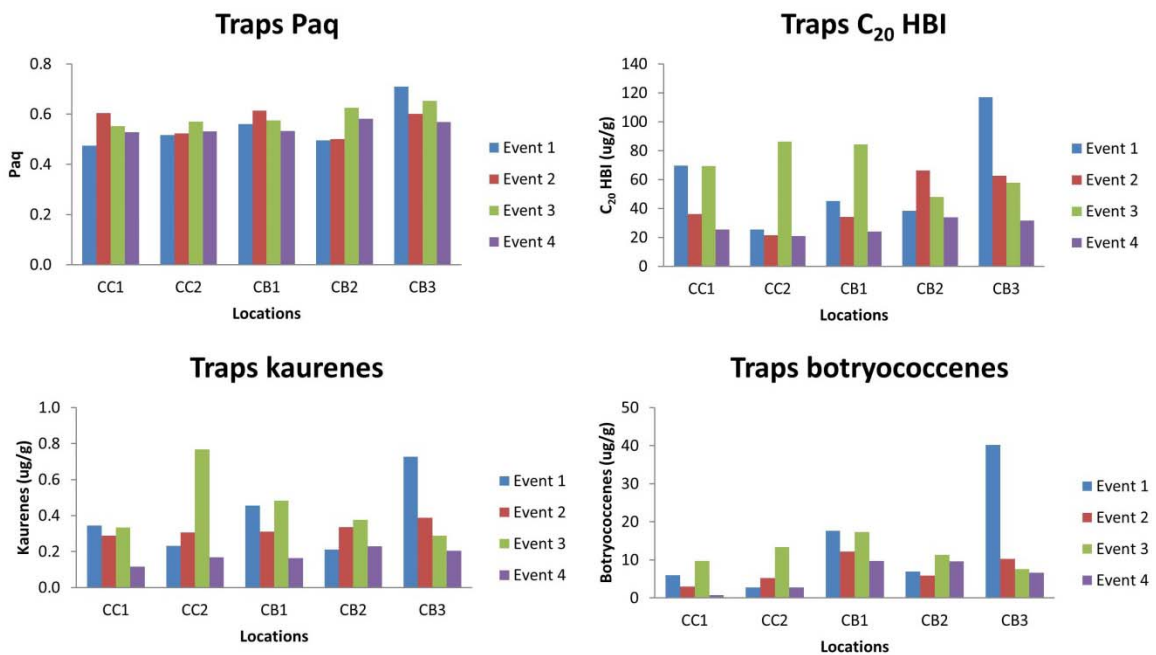 Traps Paq
Paq
0.8
0.6
0.4
0.2
0.0
CC1 CC2 CB1 CB2 CB3
Locations
Event 1
Event 2
Event 3
Event 4
Traps C₂₀ HBI
C₂₀ HBI (ug/g)
140
120
100
80
60
40
20
0
CC1 CC2 CB1 CB2 CB3
Locations
Event 1
Event 2
Event 3
Event 4
Traps kaurenes
Kaurenes (ug/g)
1.0
0.8
0.6
0.4
0.2
0.0
CC1 CC2 CB1 CB2 CB3
Locations
Event 1
Event 2
Event 3
Event 4
Traps botryococcenes
Botryococcenes (ug/g)
50
40
30
20
10
0
CC1 CC2 CB1 CB2 CB3
Locations
Event 1
Event 2
Event 3
Event 4